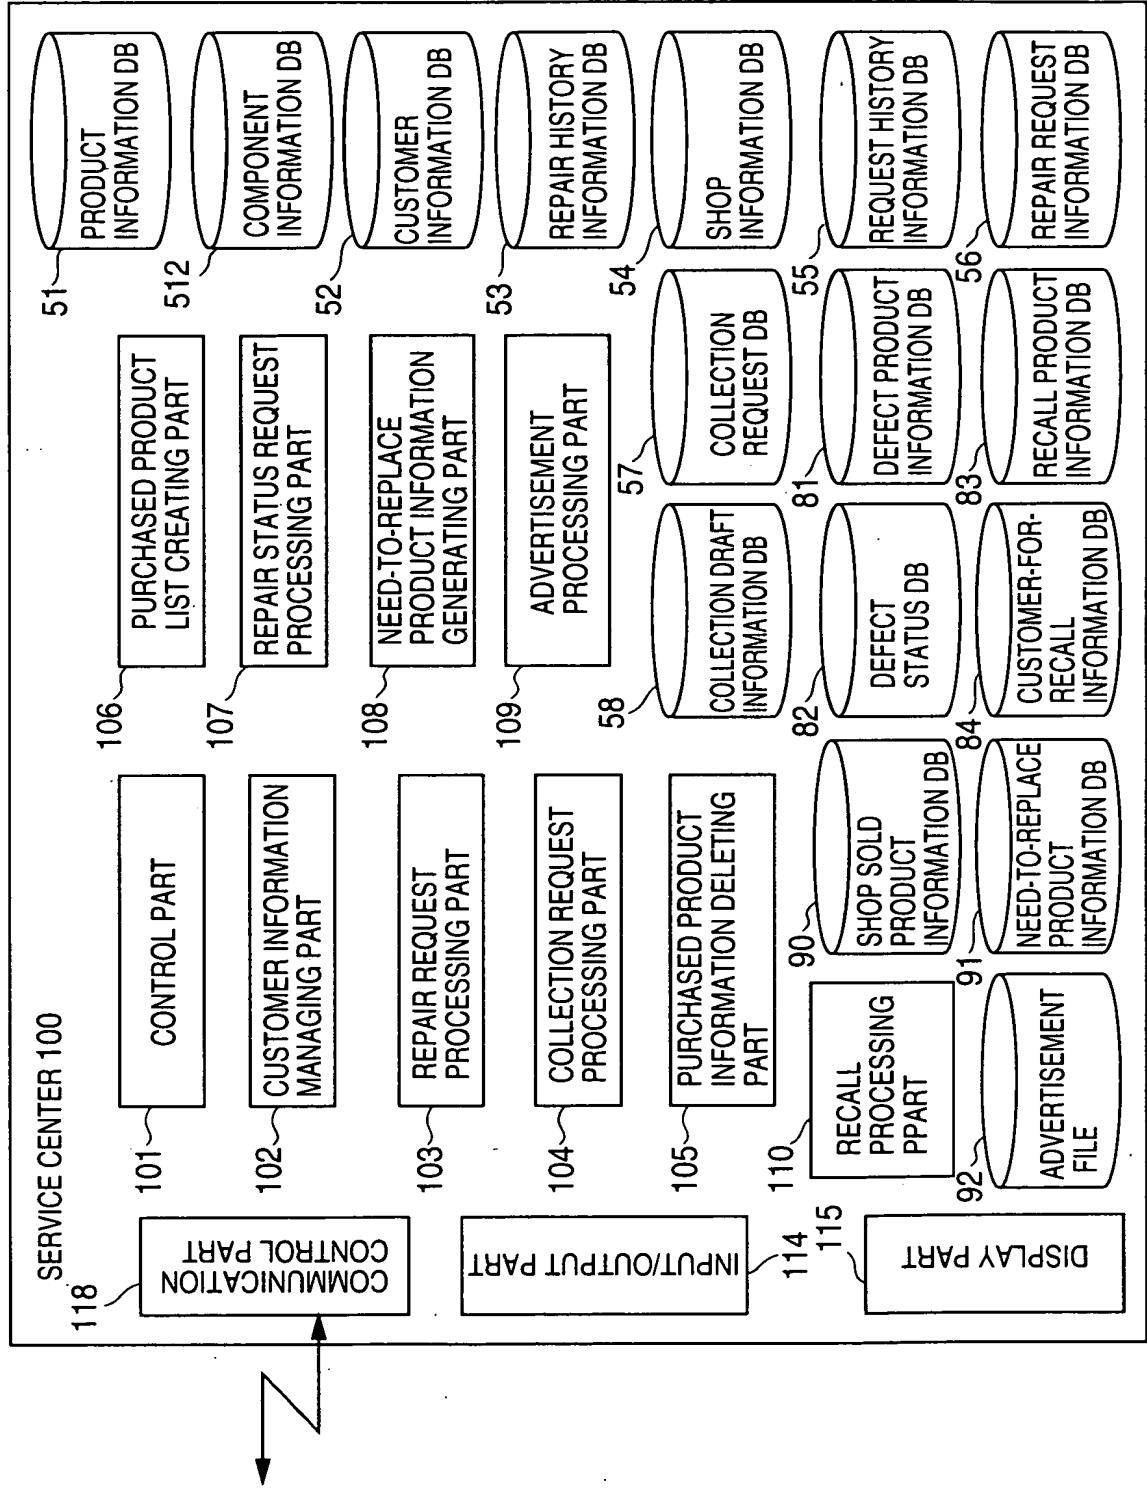 SERVICE CENTER 100
118
COMMUNICATION
CONTROL PART
INPUT/OUTPUT PART
114
115
DISPLAY PART
101
CONTROL PART
102
CUSTOMER INFORMATION
MANAGING PART
103
REPAIR REQUEST
PROCESSING PART
104
COLLECTION REQUEST
PROCESSING PART
105
PURCHASED PRODUCT
INFORMATION DELETING
PART
110
RECALL
PROCESSING
PPART
92
ADVERTISEMENT
FILE
106
PURCHASED PRODUCT
LIST CREATING PART
107
REPAIR STATUS REQUEST
PROCESSING PART
108
NEED-TO-REPLACE
PRODUCT INFORMATION
GENERATING PART
109
ADVERTISEMENT
PROCESSING PART
58
COLLECTION DRAFT
INFORMATION DB
57
COLLECTION
REQUEST DB
90
SHOP SOLD
PRODUCT
INFORMATION DB
82
DEFECT
STATUS DB
81
DEFECT PRODUCT
INFORMATION DB
91
NEED-TO-REPLACE
PRODUCT
INFORMATION DB
84
CUSTOMER-FOR-
RECALL
INFORMATION DB
83
RECALL PRODUCT
INFORMATION DB
51
PRODUCT
INFORMATION DB
512
COMPONENT
INFORMATION DB
52
CUSTOMER
INFORMATION DB
53
REPAIR HISTORY
INFORMATION DB
54
SHOP
INFORMATION DB
55
REQUEST HISTORY
INFORMATION DB
56
REPAIR REQUEST
INFORMATION DB